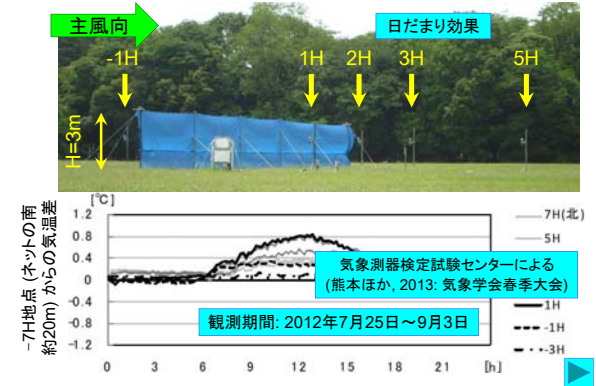 主風向
日だまり効果
-1H 1H 2H 3H 5H
H=3m
-7H地点 (ネットの南
約20m) からの気温差
[℃]
1.2
0.8
0.4
0
-0.4
-0.8
-1.2
0 3 6 9 12 15 18 21 [h]
7H(北)
5H
気象測器検定試験センターによる
(熊本ほか, 2013: 気象学会春季大会)
1H
-1H
-3H
観測期間: 2012年7月25日～9月3日